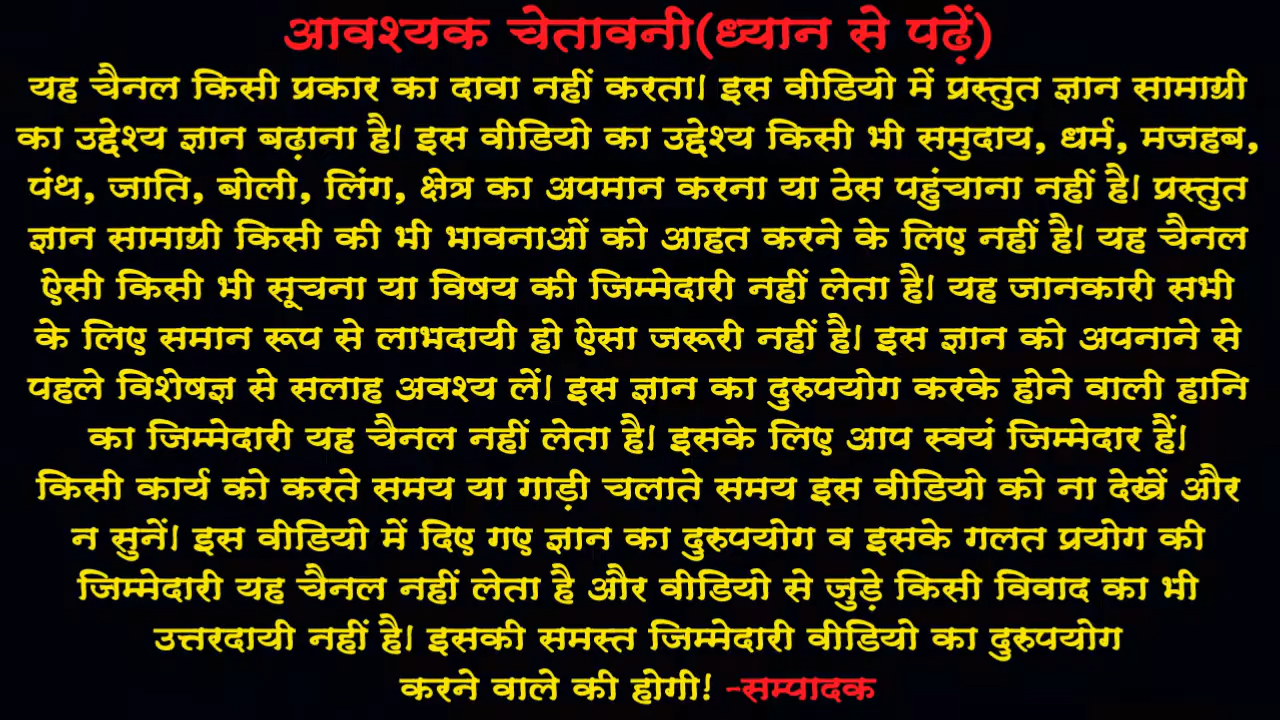 आवश्यक चेतावनी(ध्यान से पढ़ें)
यह चैनल किसी प्रकार का दावा नहीं करता। इस वीडियो में प्रस्तुत ज्ञान सामाग्री
का उद्देश्य ज्ञान बढ़ाना है। इस वीडियो का उद्देश्य किसी भी समुदाय, धर्म, मजहब,
पंथ, जाति, बोली, लिंग, क्षेत्र का अपमान करना या ठेस पहुंचाना नहीं है। प्रस्तुत
ज्ञान सामाग्री किसी की भी भावनाओं को आहत करने के लिए नहीं है। यह चैनल
ऐसी किसी भी सूचना या विषय की जिम्मेदारी नहीं लेता है। यह जानकारी सभी
के लिए समान रूप से लाभदायी हो ऐसा जरूरी नहीं है। इस ज्ञान को अपनाने से
पहले विशेषज्ञ से सलाह अवश्य लें। इस ज्ञान का दुरुपयोग करके होने वाली हानि
का जिम्मेदारी यह चैनल नहीं लेता है। इसके लिए आप स्वयं जिम्मेदार हैं।
किसी कार्य को करते समय या गाड़ी चलाते समय इस वीडियो को ना देखें और
न सुनें। इस वीडियो में दिए गए ज्ञान का दुरुपयोग व इसके गलत प्रयोग की
जिम्मेदारी यह चैनल नहीं लेता है और वीडियो से जुड़े किसी विवाद का भी
उत्तरदायी नहीं है। इसकी समस्त जिम्मेदारी वीडियो का दुरुपयोग
करने वाले की होगी! -सम्पादक